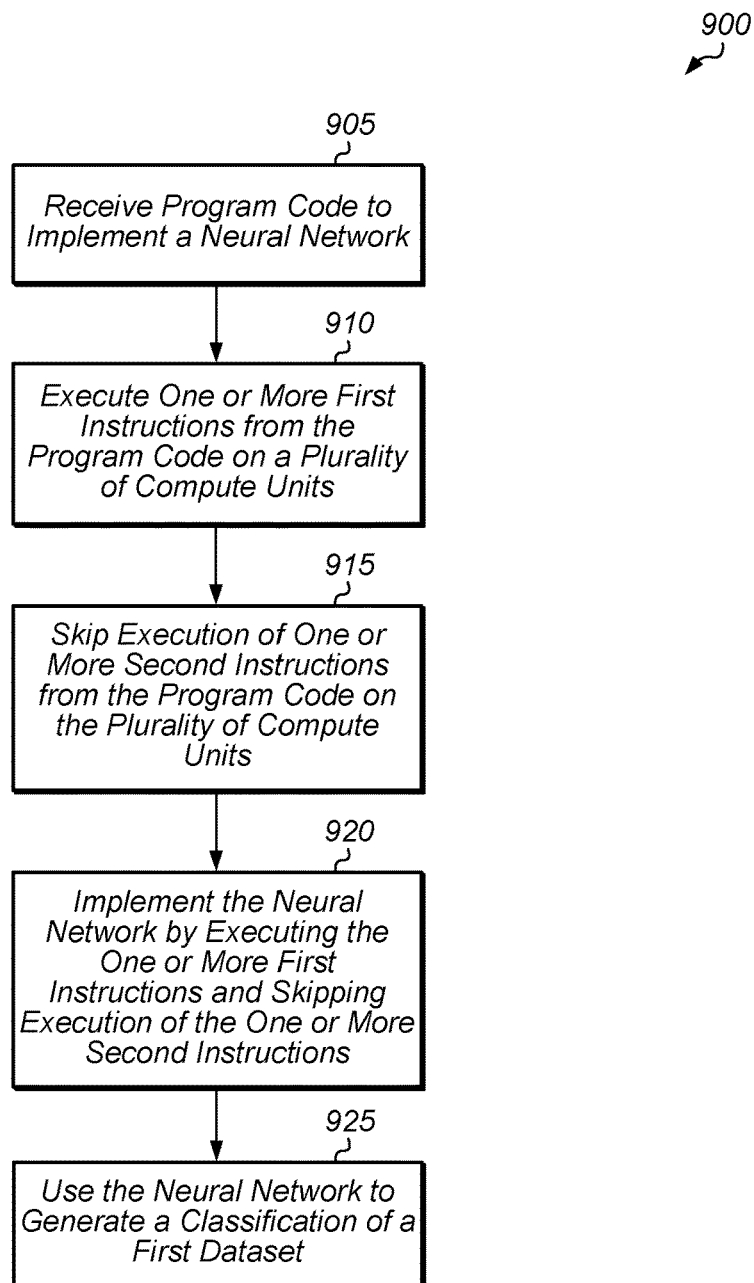 900
905
Receive Program Code to
Implement a Neural Network
910
Execute One or More First
Instructions from the
Program Code on a Plurality
of Compute Units
915
Skip Execution of One or
More Second Instructions
from the Program Code on
the Plurality of Compute
Units
920
Implement the Neural
Network by Executing the
One or More First
Instructions and Skipping
Execution of the One or More
Second Instructions
925
Use the Neural Network to
Generate a Classification of a
First Dataset